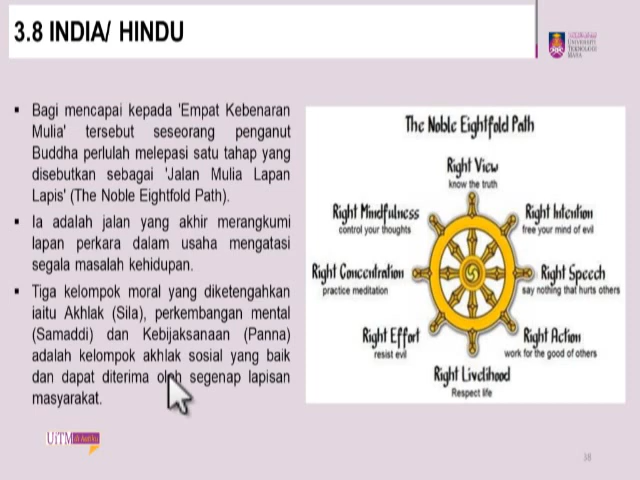 3.8 INDIA/ HINDU
UNIVERSITI
TEKNOLOGI
MARA
▪ Bagi mencapai kepada 'Empat Kebenaran
Mulia' tersebut seseorang penganut
Buddha perlulah melepasi satu tahap yang
disebutkan sebagai 'Jalan Mulia Lapan
Lapis' (The Noble Eightfold Path).
▪ Ia adalah jalan yang akhir merangkumi
lapan perkara dalam usaha mengatasi
segala masalah kehidupan.
▪ Tiga kelompok moral yang diketengahkan
iaitu Akhlak (Sila), perkembangan mental
(Samaddi) dan Kebijaksanaan (Panna)
adalah kelompok akhlak sosial yang baik
dan dapat diterima oleh segenap lapisan
masyarakat.
The Noble Eightfold Path
Right View
know the truth
Right Mindfulness
control your thoughts
Right Intention
free your mind of evil
Right Concentration
practice meditation
Right Speech
say nothing that hurts others
Right Effort
resist evil
Right Action
work for the good of others
Right Livelihood
Respect life
UiTM di hatiku
38